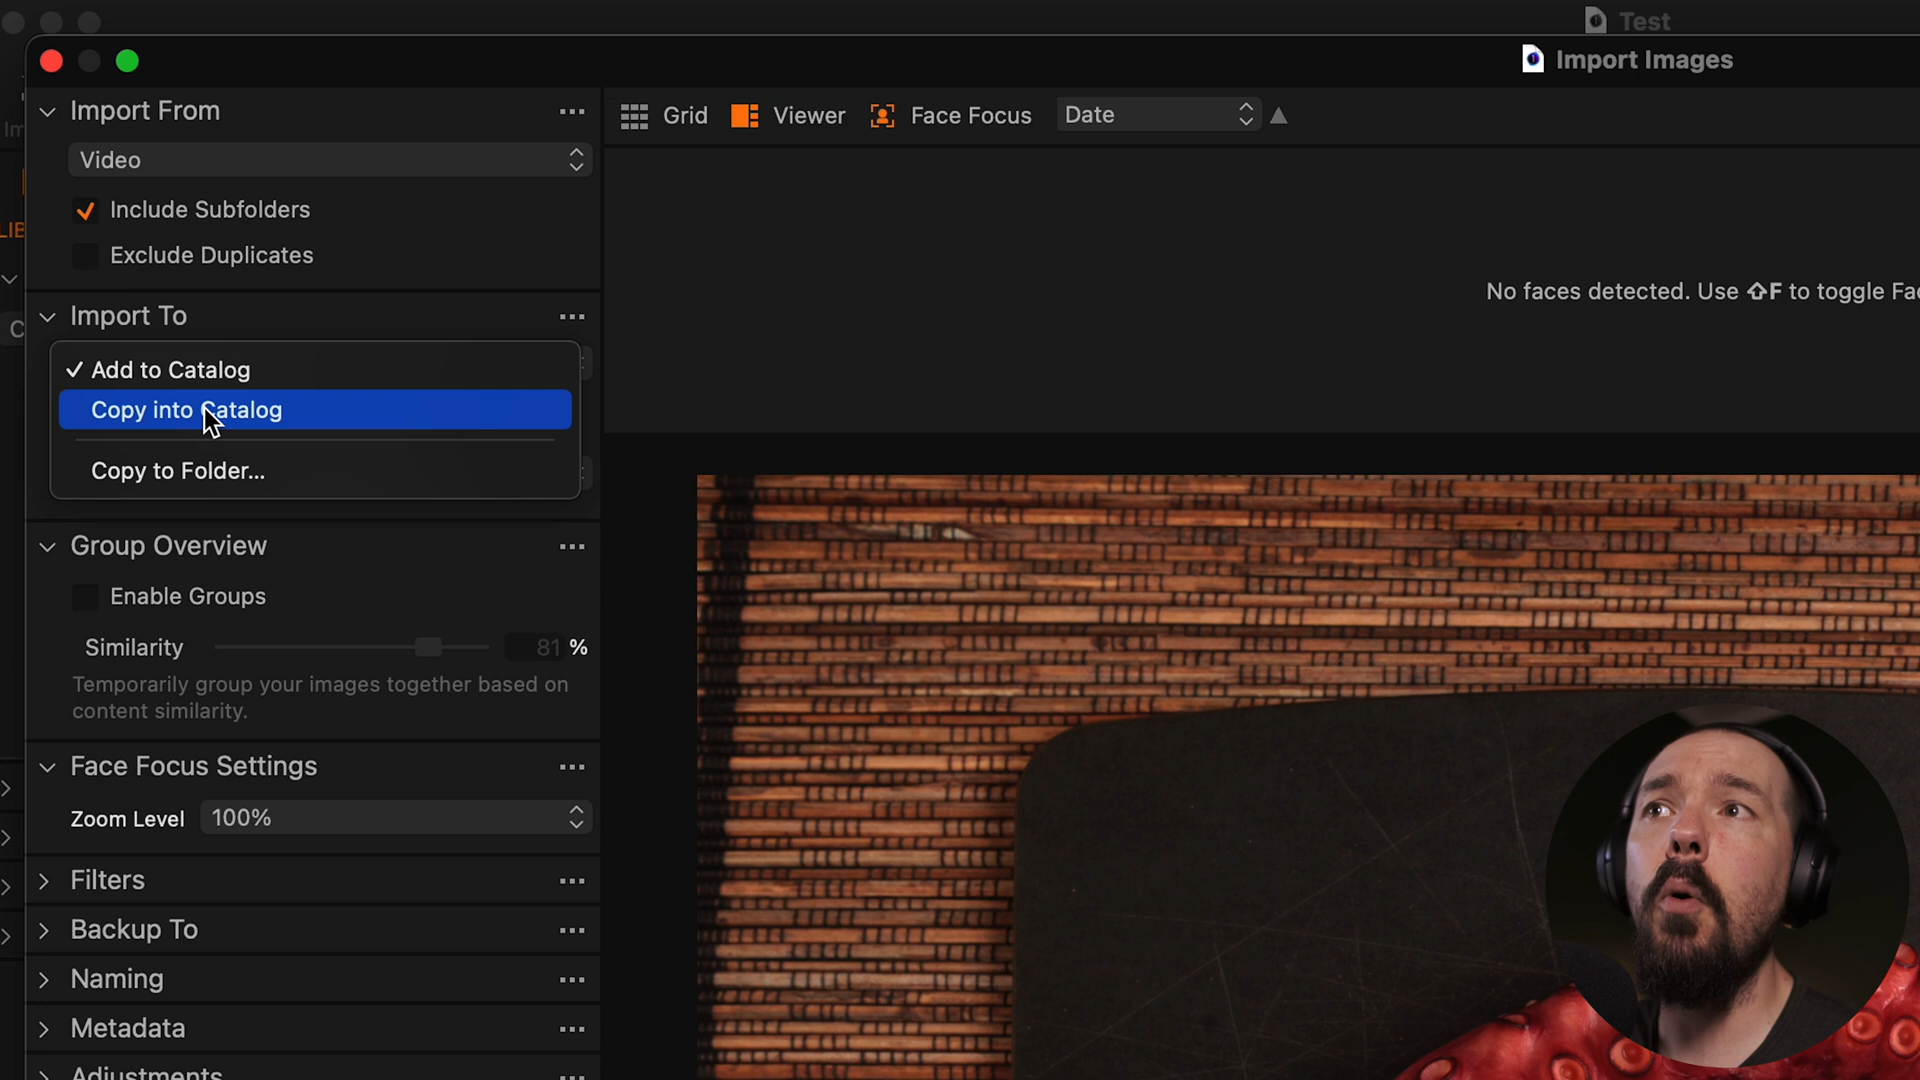 Test
Import Images
Import From
Grid
Viewer
Face Focus
Date
Video
Include Subfolders
LIB
Exclude Duplicates
No faces detected. Use ⇧F to toggle Fac
Import To
Add to Catalog
Copy into Catalog
Copy to Folder...
Group Overview
Enable Groups
Similarity
81 %
Temporarily group your images together based on
content similarity.
Face Focus Settings
Zoom Level
100%
Filters
Backup To
Naming
Metadata
Adjustments